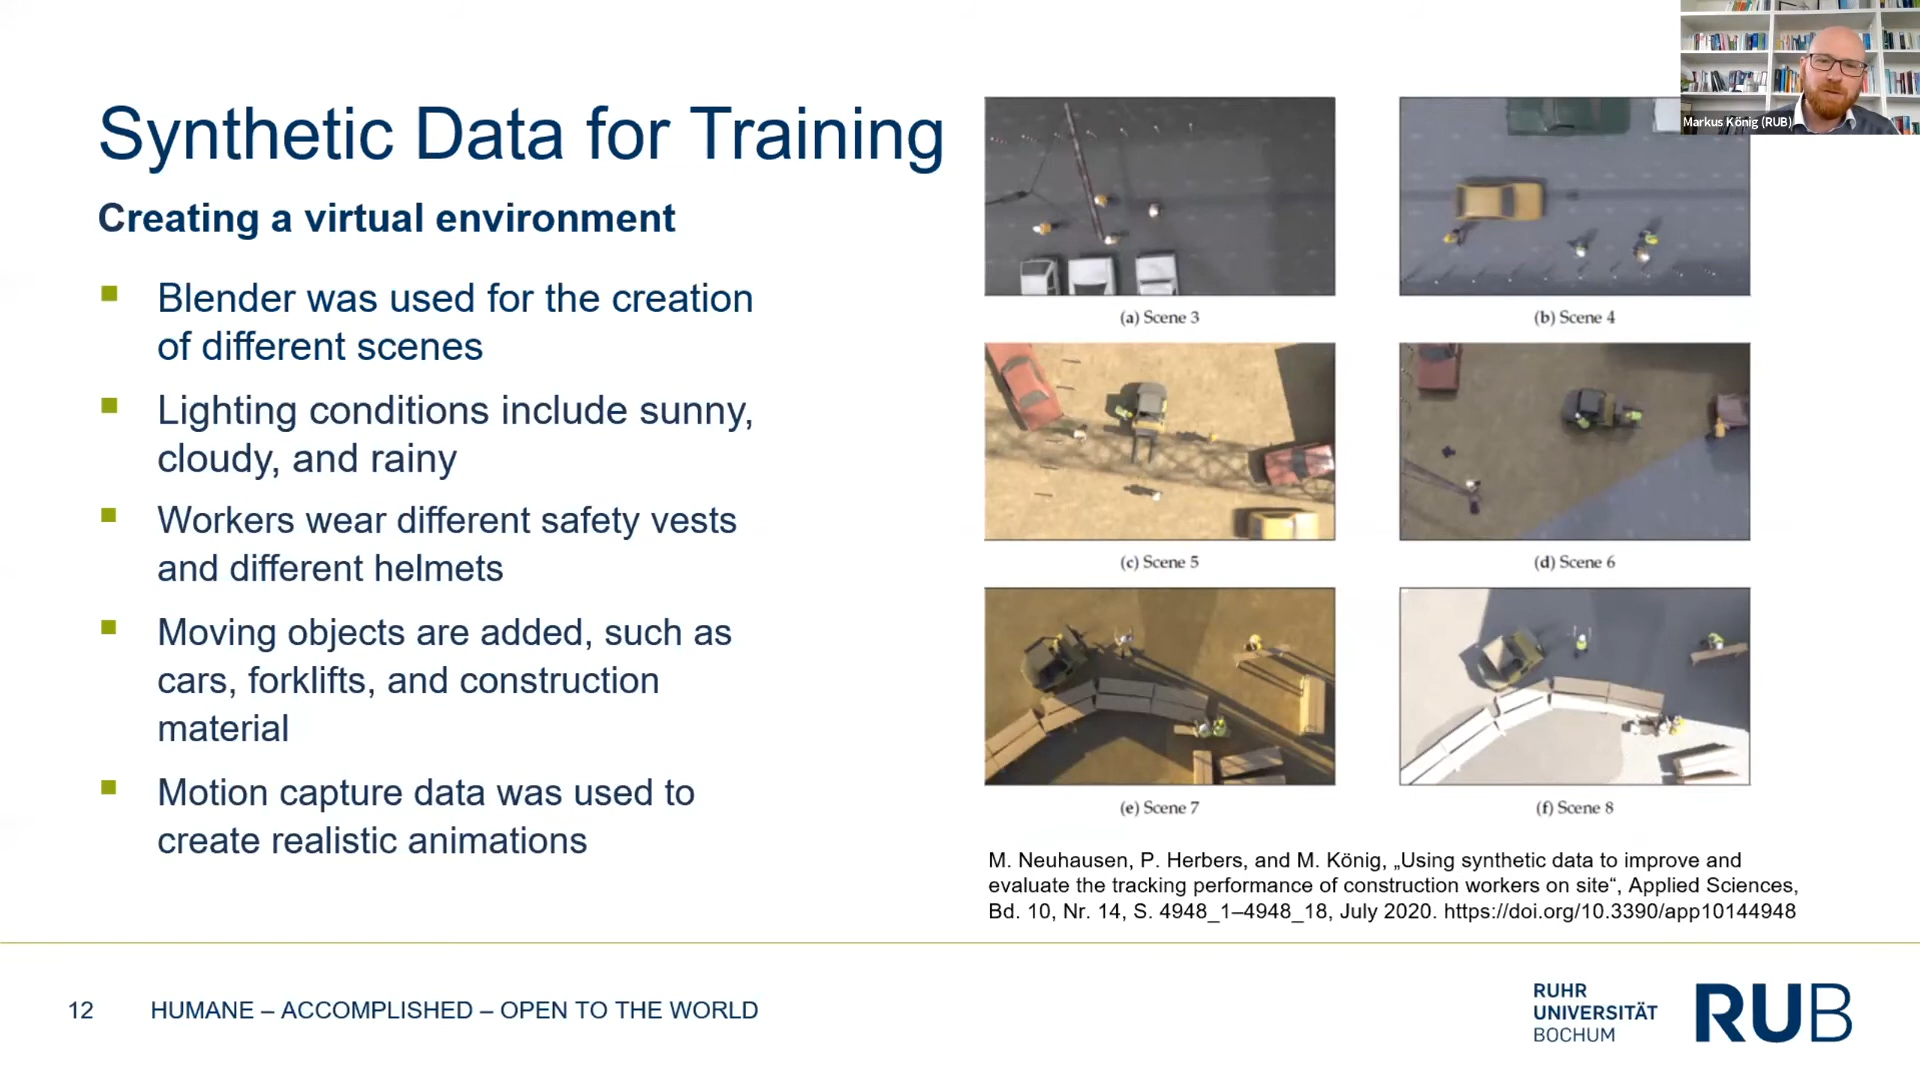 Synthetic Data for Training
Creating a virtual environment
Blender was used for the creation
of different scenes
Lighting conditions include sunny,
cloudy, and rainy
Workers wear different safety vests
and different helmets
Moving objects are added, such as
cars, forklifts, and construction
material
Motion capture data was used to
create realistic animations
Markus König (RUB)
(a) Scene 3
(b) Scene 4
(c) Scene 5
(d) Scene 6
(e) Scene 7
(f) Scene 8
M. Neuhausen, P. Herbers, and M. König, „Using synthetic data to improve and
evaluate the tracking performance of construction workers on site“, Applied Sciences,
Bd. 10, Nr. 14, S. 4948_1–4948_18, July 2020. https://doi.org/10.3390/app10144948
12
HUMANE – ACCOMPLISHED – OPEN TO THE WORLD
RUHR
UNIVERSITÄT
BOCHUM
RUB